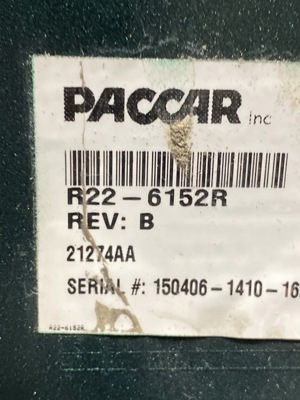 PACCAR inc
R22-6152R
REV: B
21274AA
SERIAL #: 150406-1410-16
R22-6152R